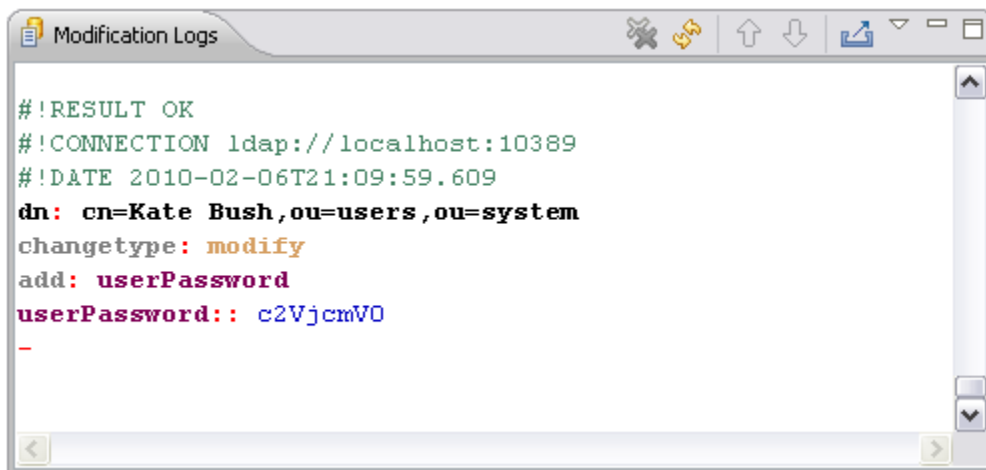 Modification Logs
#!RESULT OK
#!CONNECTION ldap://localhost:10389
#!DATE 2010-02-06T21:09:59.609
dn: cn=Kate Bush,ou=users,ou=system
changetype: modify
add: userPassword
userPassword:: c2VjcmV0
-